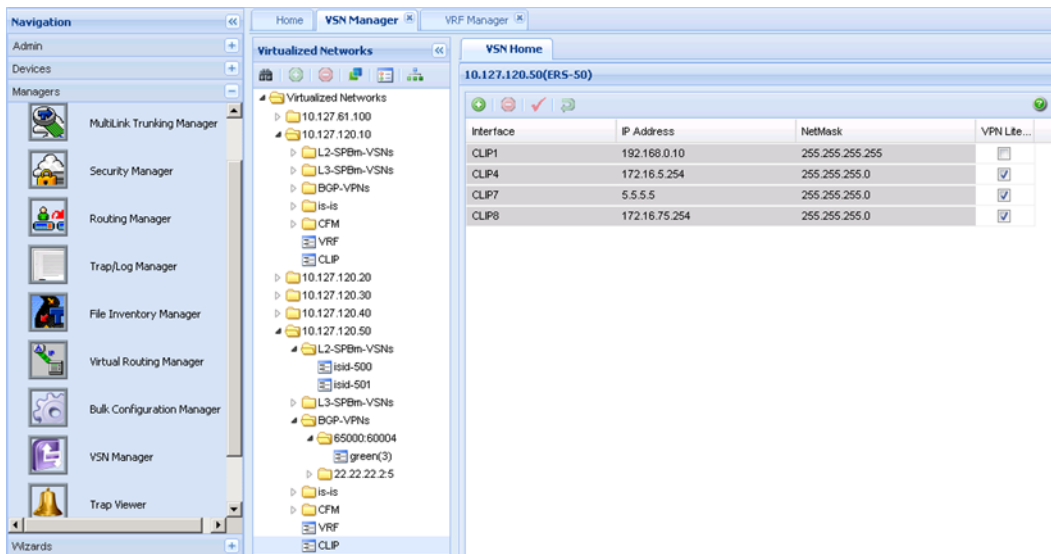 Navigation
Admin
Devices
Managers
MultiLink Trunking Manager
Security Manager
Routing Manager
Trap/Log Manager
File Inventory Manager
Virtual Routing Manager
Bulk Configuration Manager
VSN Manager
Trap Viewer
Wizards
Home VSN Manager VRF Manager
Virtualized Networks
Virtualized Networks
10.127.61.100
10.127.120.10
L2-SPBm-VSNs
L3-SPBm-VSNs
BGP-VPNs
is-is
CFM
VRF
CLIP
10.127.120.20
10.127.120.30
10.127.120.40
10.127.120.50
L2-SPBm-VSNs
isid-500
isid-501
L3-SPBm-VSNs
BGP-VPNs
65000:60004
green(3)
22.22.22.2:5
is-is
CFM
VRF
CLIP
VSN Home
10.127.120.50(ERS-50)
Interface IP Address NetMask VPN Lite...
CLIP1 192.168.0.10 255.255.255.255
CLIP4 172.16.5.254 255.255.255.0
CLIP7 5.5.5.5 255.255.255.0
CLIP8 172.16.75.254 255.255.255.0